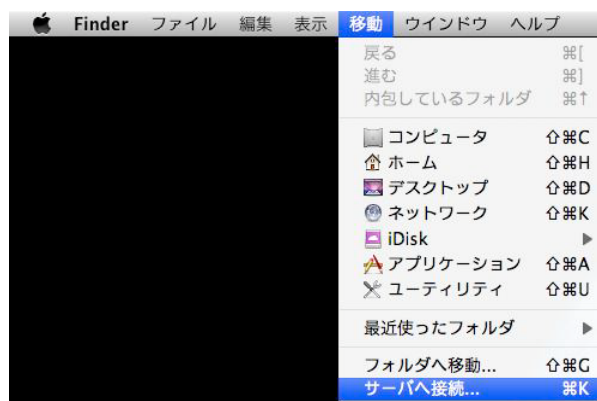 Finder ファイル 編集 表示 移動 ウインドウ ヘルプ
戻る ⌘[
進む ⌘]
内包しているフォルダ ⌘↑
コンピュータ ⇧⌘C
ホーム ⇧⌘H
デスクトップ ⇧⌘D
ネットワーク ⇧⌘K
iDisk ▶
アプリケーション ⇧⌘A
ユーティリティ ⇧⌘U
最近使ったフォルダ ▶
フォルダへ移動... ⇧⌘G
サーバへ接続... ⌘K